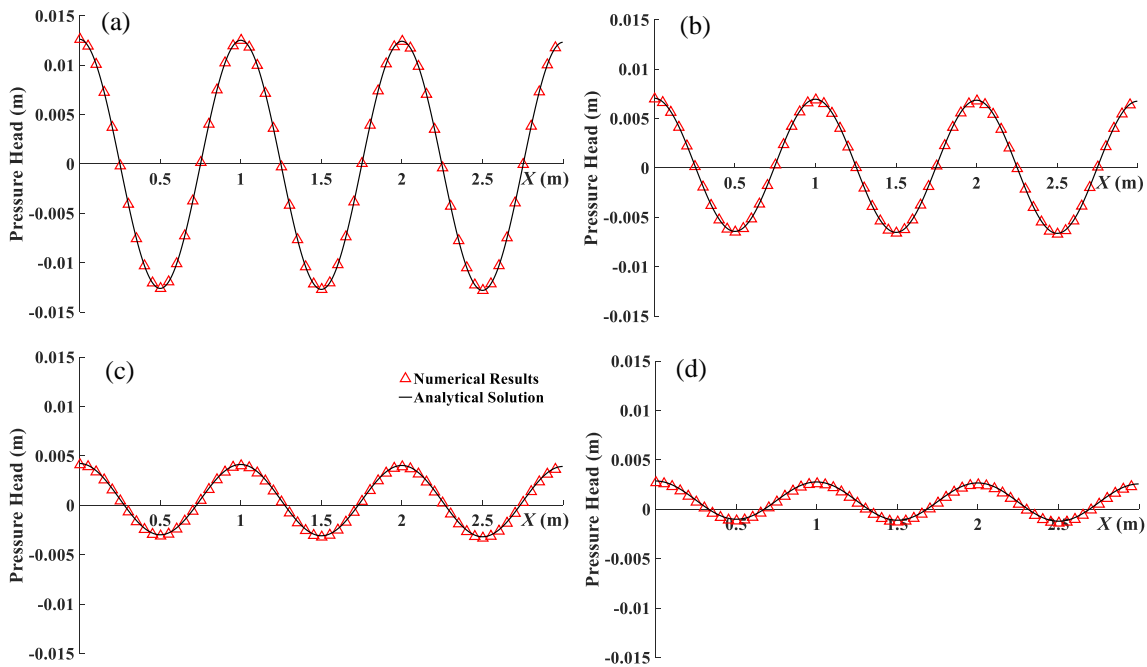 (a)
0.015
0.01
0.005
0
-0.005
-0.01
-0.015
Pressure Head (m)
0.5 1 1.5 2 2.5 X (m)
(b)
0.015
0.01
0.005
0
-0.005
-0.01
-0.015
Pressure Head (m)
0.5 1 1.5 2 2.5 X (m)
(c)
0.015
0.01
0.005
0
-0.005
-0.01
-0.015
Pressure Head (m)
0.5 1 1.5 2 2.5 X (m)
Numerical Results
Analytical Solution
(d)
0.015
0.01
0.005
0
-0.005
-0.01
-0.015
Pressure Head (m)
0.5 1 1.5 2 2.5 X (m)